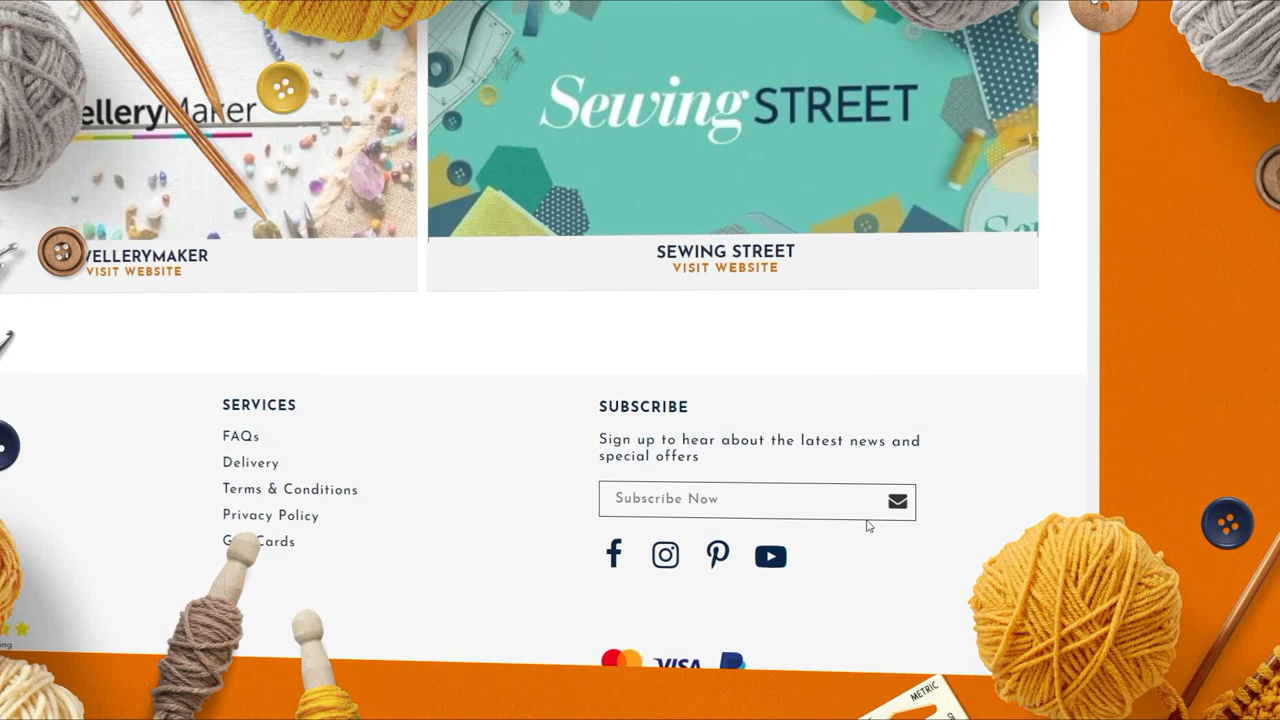 elleryMaker
Sewing STREET
VELLERYMAKER
VISIT WEBSITE
SEWING STREET
VISIT WEBSITE
SERVICES
FAQs
Delivery
Terms & Conditions
Privacy Policy
G Cards
SUBSCRIBE
Sign up to hear about the latest news and
special offers
Subscribe Now
VISA
METRIC